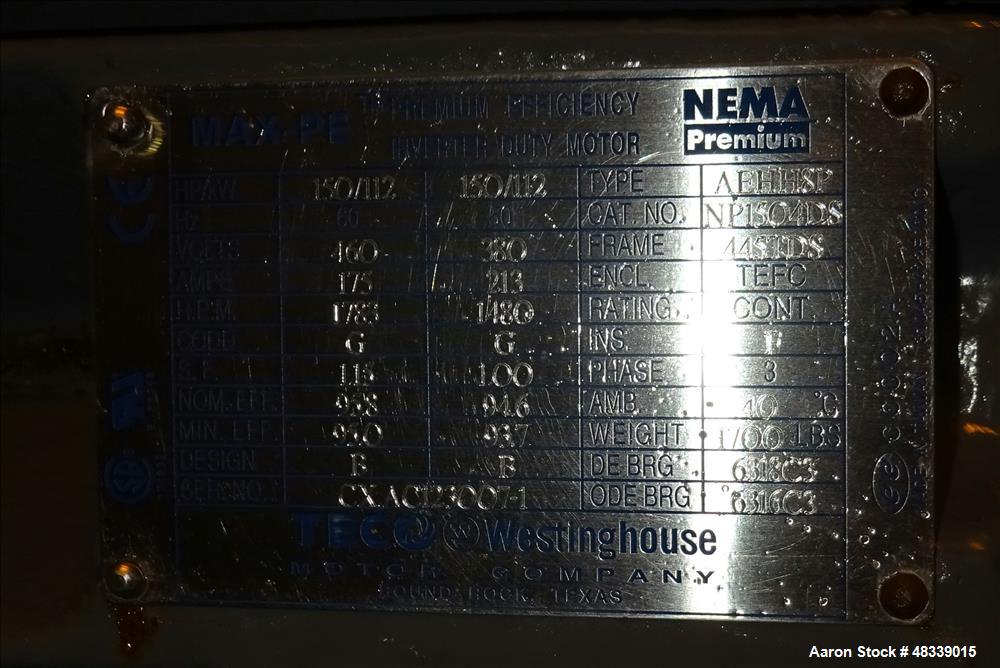 MAX-PE PREMIUM EFFICIENCY
INVERTER DUTY MOTOR
NEMA
Premium
HP/KW 150/112 150/112 TYPE AEHH8P
Hz 60 50 CAT. NO. NP1504DS
VOLTS 460 380 FRAME
AMPS 175 213 ENCL. TEFC
R.P.M. 1783 1480 RATING CONT.
CODE G G INS. F
S.F. 1.15 1.00 PHASE 3
NOM. EFF. 95.8 94.6 AMB. 40 °C
MIN. EFF. 95.0 93.7 WEIGHT 1700 LBS
DESIGN B B DE BRG 6318C3
SER. NO. ODE BRG 6316C3
TECO Westinghouse
MOTOR COMPANY
ROUND ROCK, TEXAS
CE
Aaron Stock # 48339015